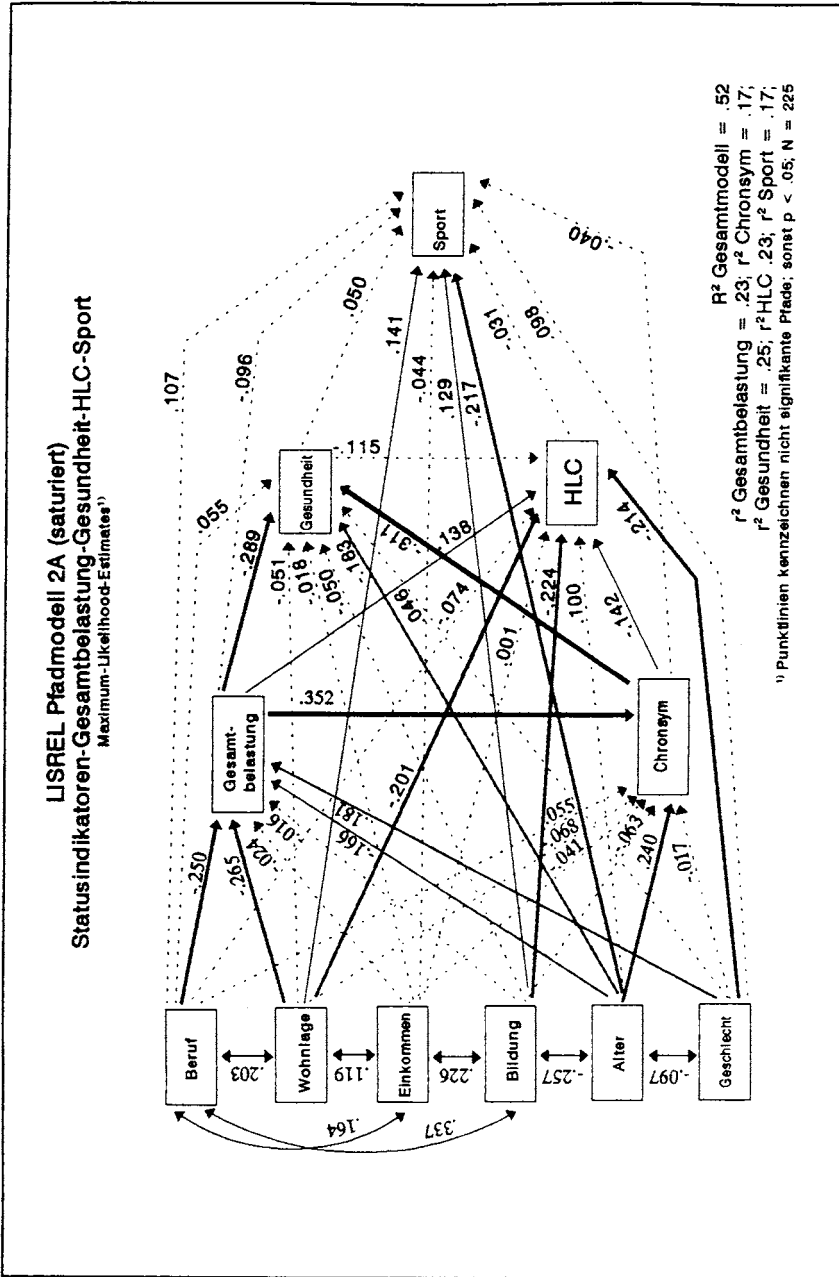 LISREL Pfadmodell 2A (saturiert)
Statusindikatoren-Gesamtbelastung-Gesundheit-HLC-Sport
Maximum-Likelihood-Estimates¹⁾
Beruf
Wohnlage
Einkommen
Bildung
Alter
Geschlecht
.203
.119
.226
-.257
-.097
.164
.337
Gesamt-
belastung
Chronsym
Gesundheit
HLC
Sport
-.250
-.265
-.024
-.016
-.166
.181
.352
.055
-.068
-.041
-.063
.240
-.017
.055
-.289
-.051
-.018
-.050
-.183
-.046
-.311
-.115
.138
-.074
-.201
.001
-.224
.100
-.142
-.214
.107
-.096
.050
.141
-.044
.129
-.217
-.031
.098
-.040
R² Gesamtmodell = .52
r² Gesamtbelastung = .23; r² Chronsym = .17;
r² Gesundheit = .25; r² HLC .23; r² Sport = .17;
¹⁾ Punktlinien kennzeichnen nicht signifikante Pfade; sonst p < .05; N = 225